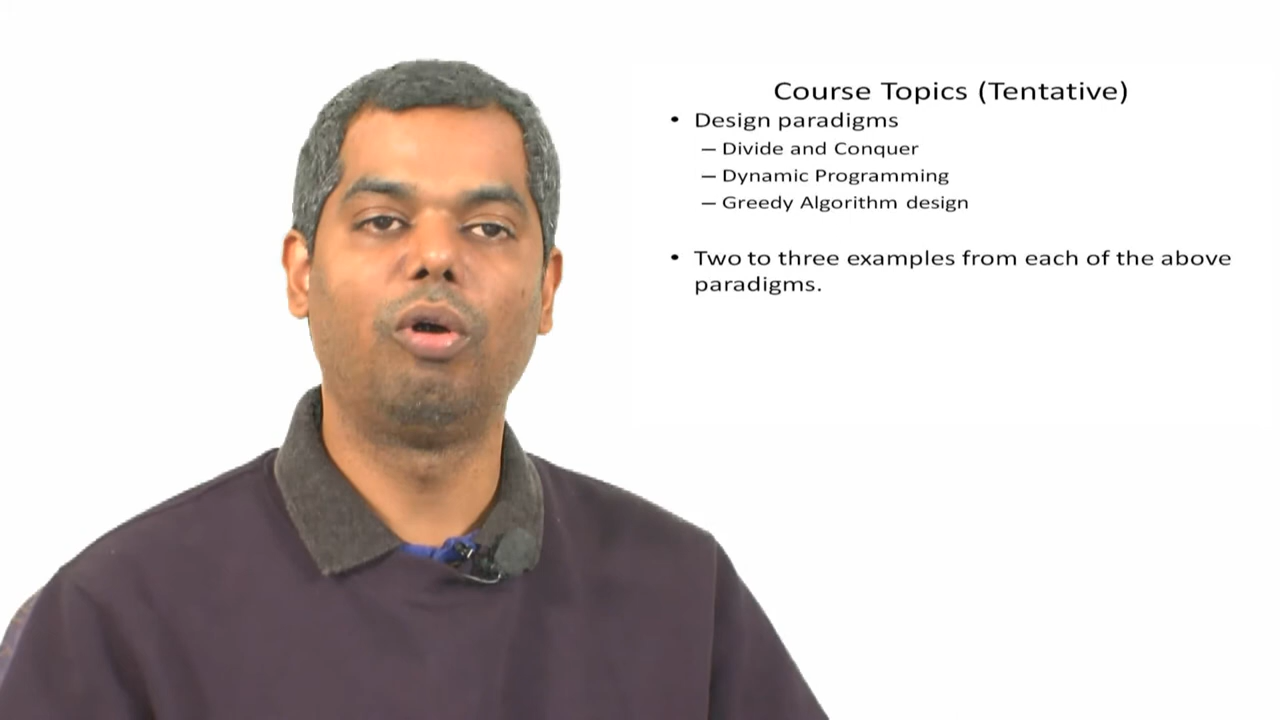 Course Topics (Tentative)
• Design paradigms
– Divide and Conquer
– Dynamic Programming
– Greedy Algorithm design
• Two to three examples from each of the above
paradigms.